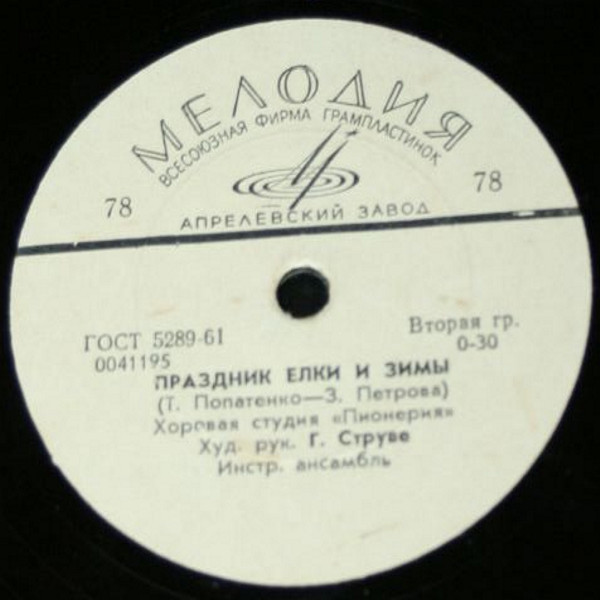 МЕЛОДИЯ
ВСЕСОЮЗНАЯ ФИРМА ГРАМПЛАСТИНОК
78 78
АПРЕЛЕВСКИЙ ЗАВОД
ГОСТ 5289-61 Вторая гр.
0041195 0-30
ПРАЗДНИК ЕЛКИ И ЗИМЫ
(Т. Попатенко—З. Петрова)
Хоровая студия «Пионерия»
Худ. рук. Г. Струве
Инстр. ансамбль